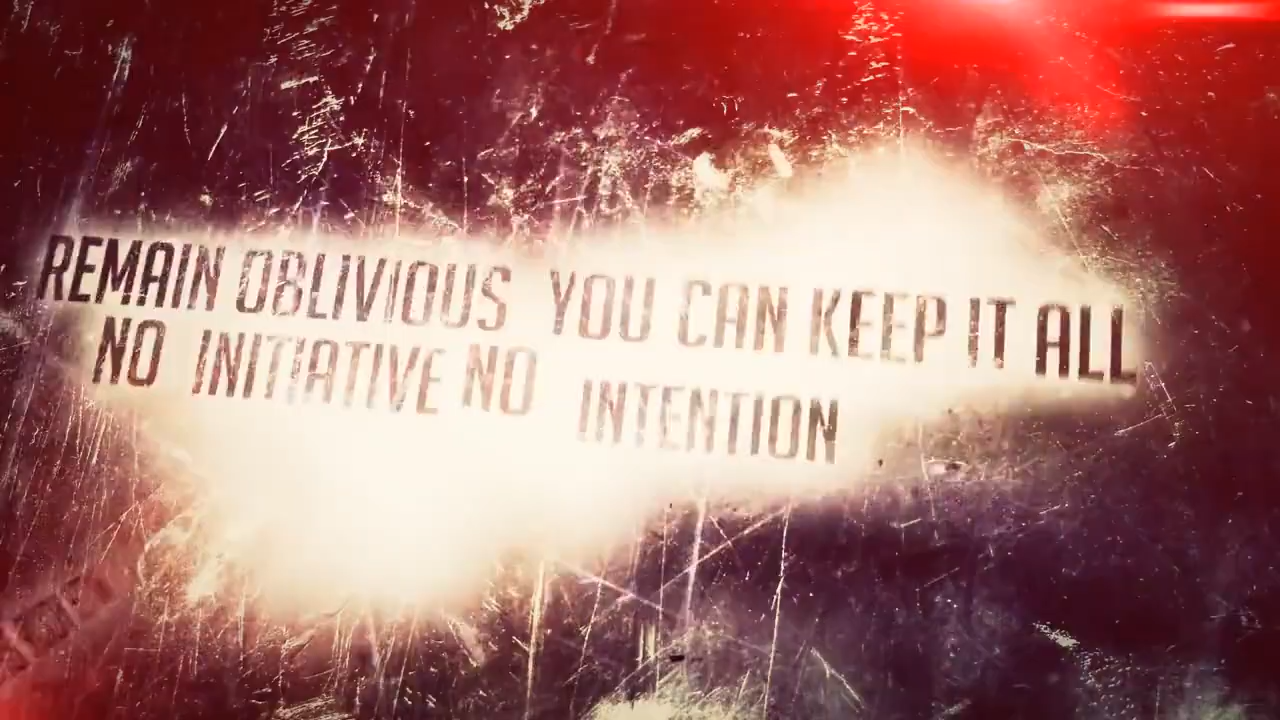 REMAIN OBLIVIOUS YOU CAN KEEP IT ALL
NO INITIATIVE NO INTENTION